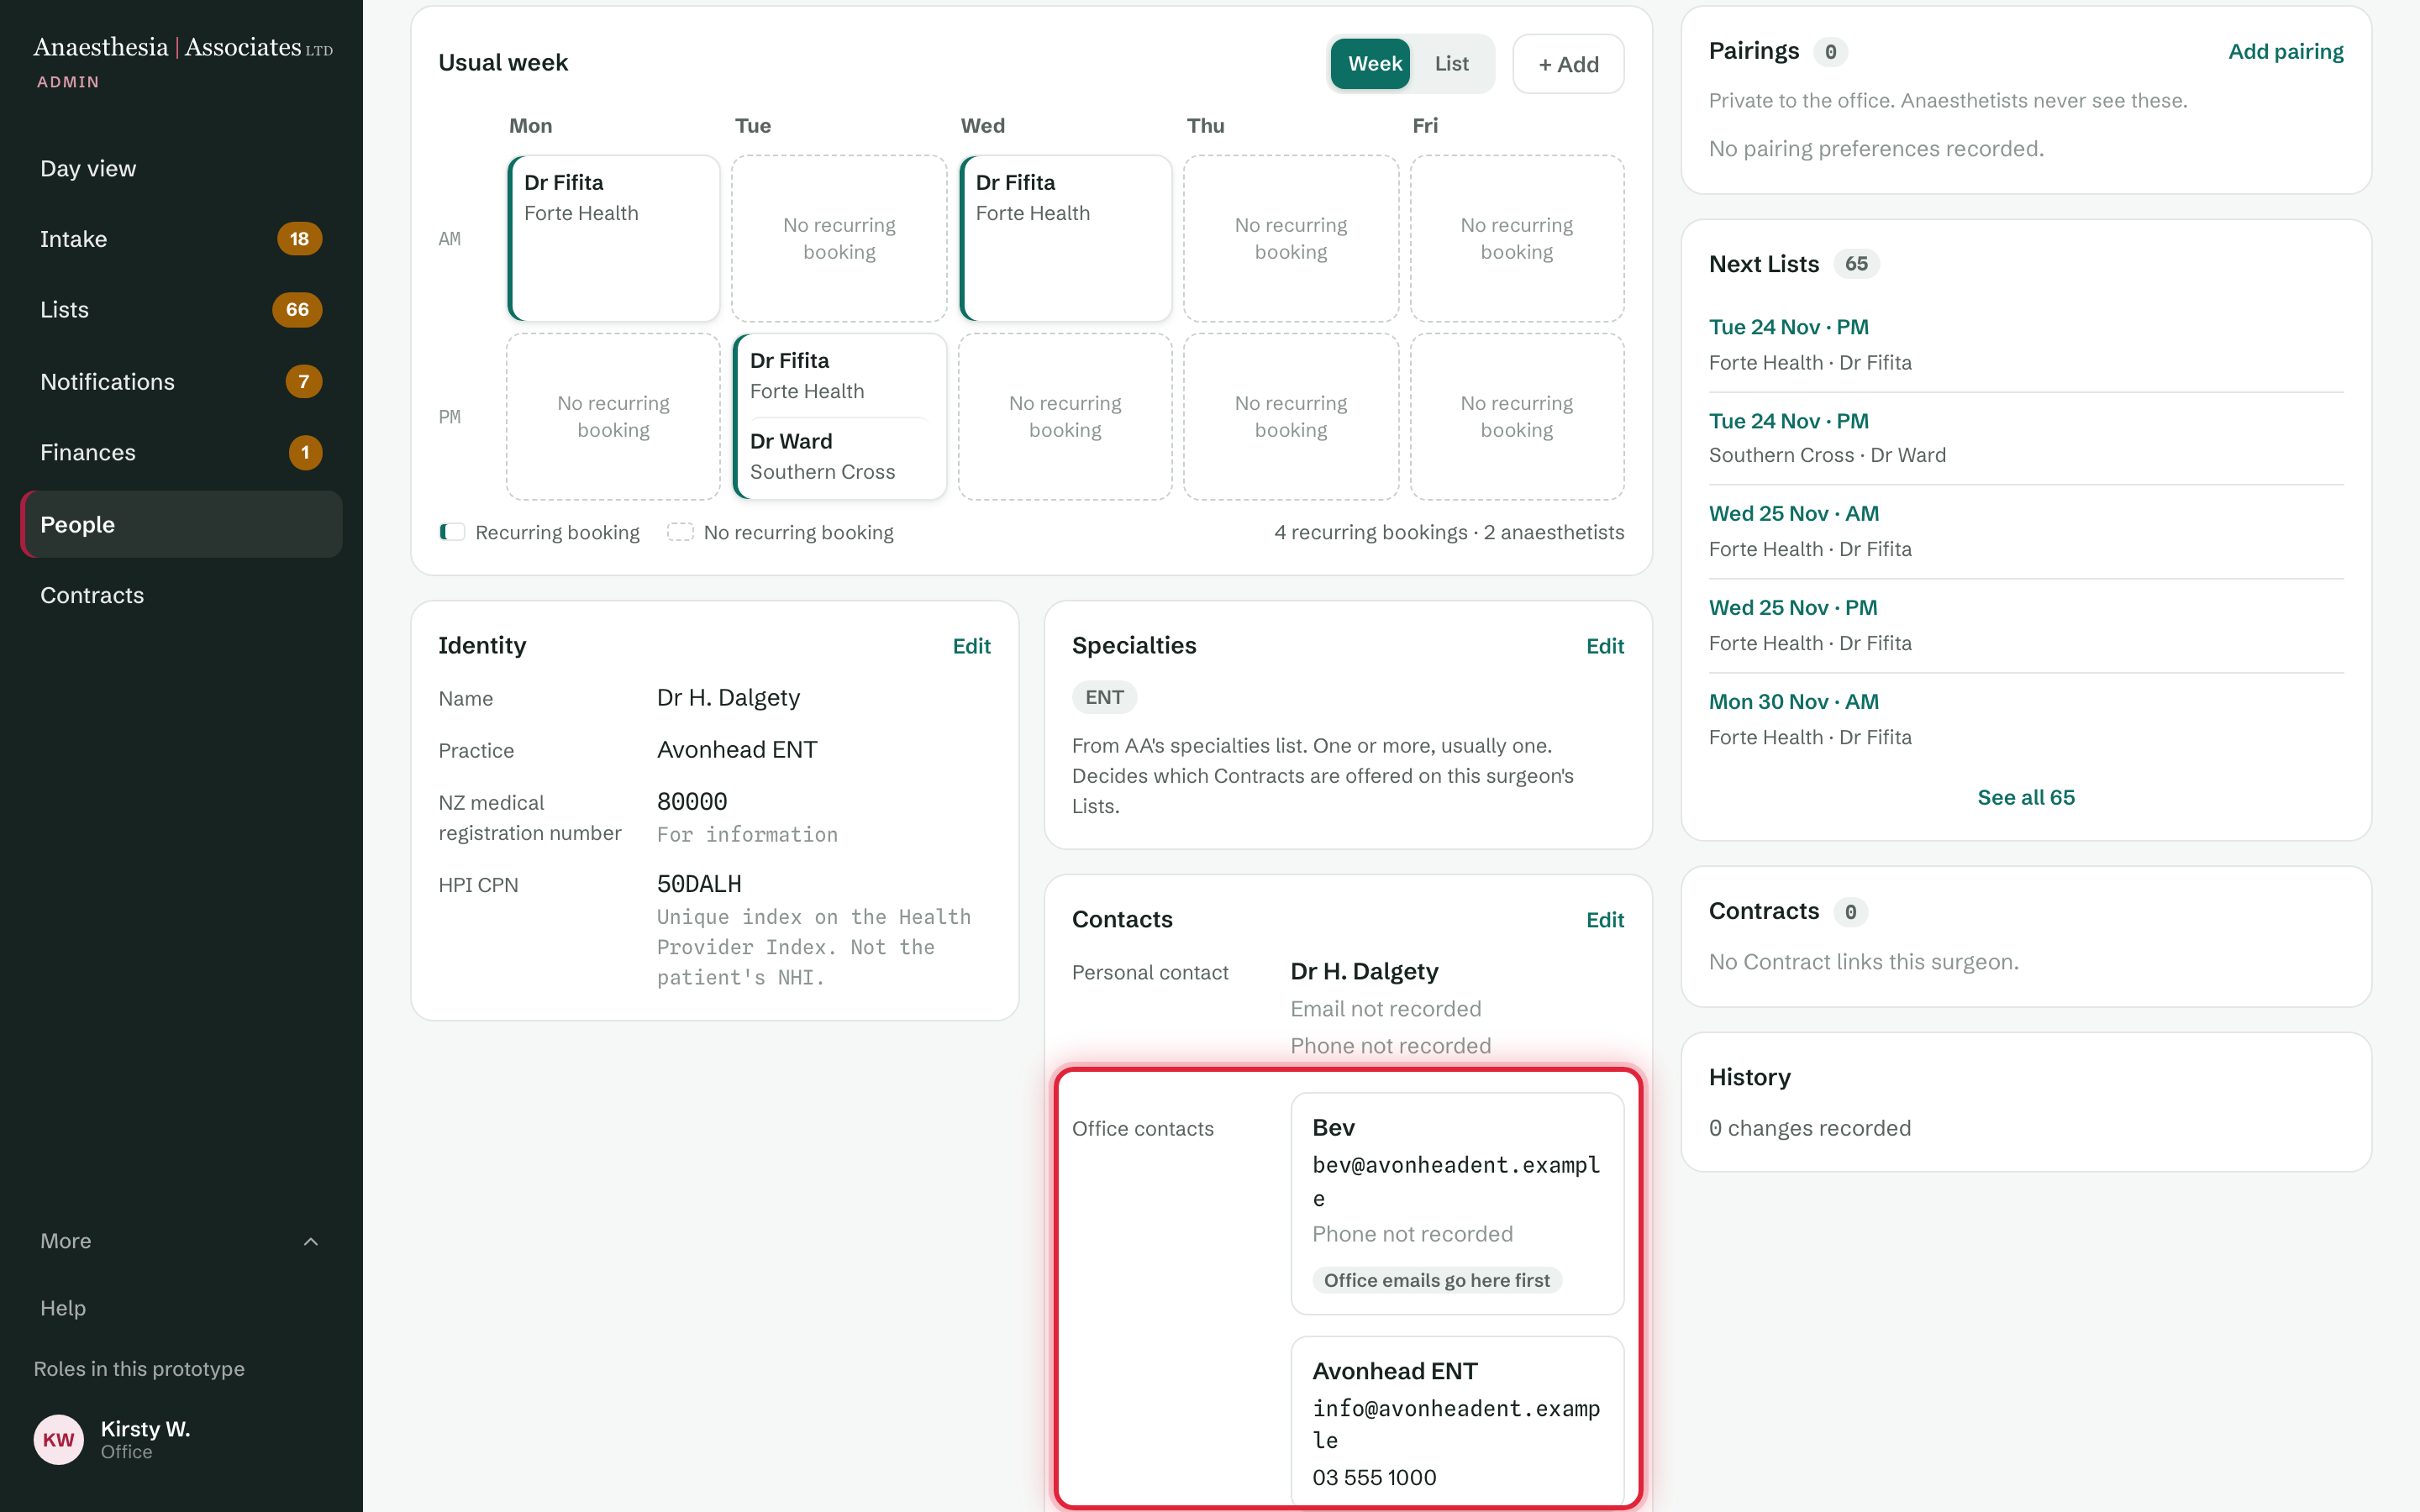 Anaesthesia | Associates LTD
ADMIN
Day view
Intake 18
Lists 66
Notifications 7
Finances 1
People
Contracts
More
Help
Roles in this prototype
KW
Kirsty W.
Office
Usual week
Week List + Add
Mon Tue Wed Thu Fri
AM
Dr Fifita
Forte Health
No recurring
booking
Dr Fifita
Forte Health
No recurring
booking
No recurring
booking
PM
No recurring
booking
Dr Fifita
Forte Health
Dr Ward
Southern Cross
No recurring
booking
No recurring
booking
No recurring
booking
Recurring booking No recurring booking 4 recurring bookings · 2 anaesthetists
Identity Edit
Name Dr H. Dalgety
Practice Avonhead ENT
NZ medical
registration number
80000
For information
HPI CPN 50DALH
Unique index on the Health
Provider Index. Not the
patient's NHI.
Specialties Edit
ENT
From AA's specialties list. One or more, usually one.
Decides which Contracts are offered on this surgeon's
Lists.
Contacts Edit
Personal contact Dr H. Dalgety
Email not recorded
Phone not recorded
Office contacts
Bev
bev@avonheadent.exampl
e
Phone not recorded
Office emails go here first
Avonhead ENT
info@avonheadent.examp
le
03 555 1000
Pairings 0 Add pairing
Private to the office. Anaesthetists never see these.
No pairing preferences recorded.
Next Lists 65
Tue 24 Nov · PM
Forte Health · Dr Fifita
Tue 24 Nov · PM
Southern Cross · Dr Ward
Wed 25 Nov · AM
Forte Health · Dr Fifita
Wed 25 Nov · PM
Forte Health · Dr Fifita
Mon 30 Nov · AM
Forte Health · Dr Fifita
See all 65
Contracts 0
No Contract links this surgeon.
History
0 changes recorded